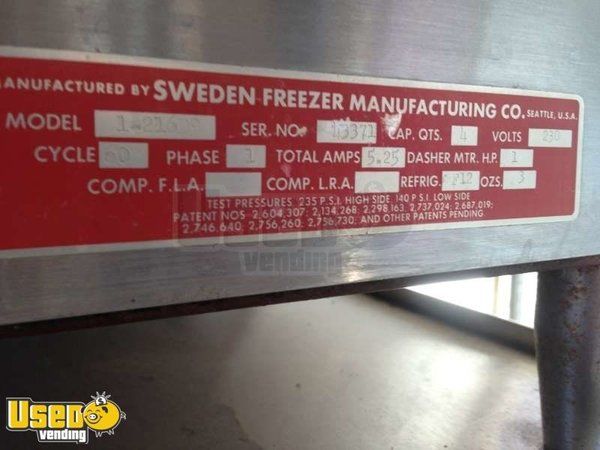 MANUFACTURED BY SWEDEN FREEZER MANUFACTURING CO. SEATTLE, U.S.A.
MODEL SER. NO. 13371 CAP. QTS. 4 VOLTS 230
CYCLE 60 PHASE 1 TOTAL AMPS 5.25 DASHER MTR. H.P. 1
COMP. F.L.A. COMP. L.R.A. REFRIG. F12 OZS. 3
TEST PRESSURES 235 P.S.I. HIGH SIDE 140 P.S.I. LOW SIDE
PATENT NOS 2,604,307; 2,134,268; 2,298,163; 2,737,024; 2,687,019;
2,746,640; 2,756,260; 2,756,730; AND OTHER PATENTS PENDING
vending
UsedVending